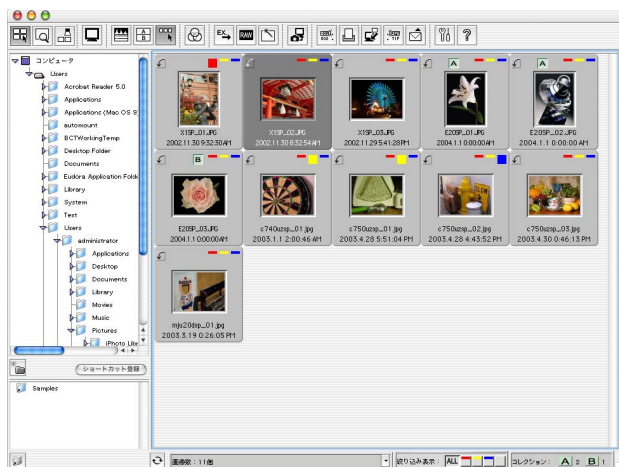 EX
RAW
?
コンピュータ
Users
Acrobat Reader 5.0
Applications
Applications (Mac OS 9)
automount
BCTWorkingTemp
Desktop Folder
Documents
Eudora Application Folde
Library
System
Test
Users
administrator
Applications
Desktop
Documents
Library
Movies
Music
Pictures
iPhoto Libr
ショートカット登録
Samples
X1SP_01.JPG
2002.11.30 9:32:30 AM
X1SP_02.JPG
2002.11.30 8:32:54 AM
X1SP_03.JPG
2002.11.29 5:41:28 PM
A
E20SP_01.JPG
2004.1.1 0:00:00 AM
A
E20SP_02.JPG
2004.1.1 0:00:00 AM
B
E20SP_03.JPG
2004.1.1 0:00:00 AM
c740uzsp_01.jpg
2003.1.1 2:00:46 AM
c750uzsp_01.jpg
2003.4.28 5:51:04 PM
c750uzsp_02.jpg
2003.4.28 4:43:52 PM
c750uzsp_03.jpg
2003.4.30 0:46:13 PM
mju20dsp_01.jpg
2003.3.19 0:26:05 PM
画像数 : 11個
絞り込み表示 : ALL
コレクション : A 2 B 1